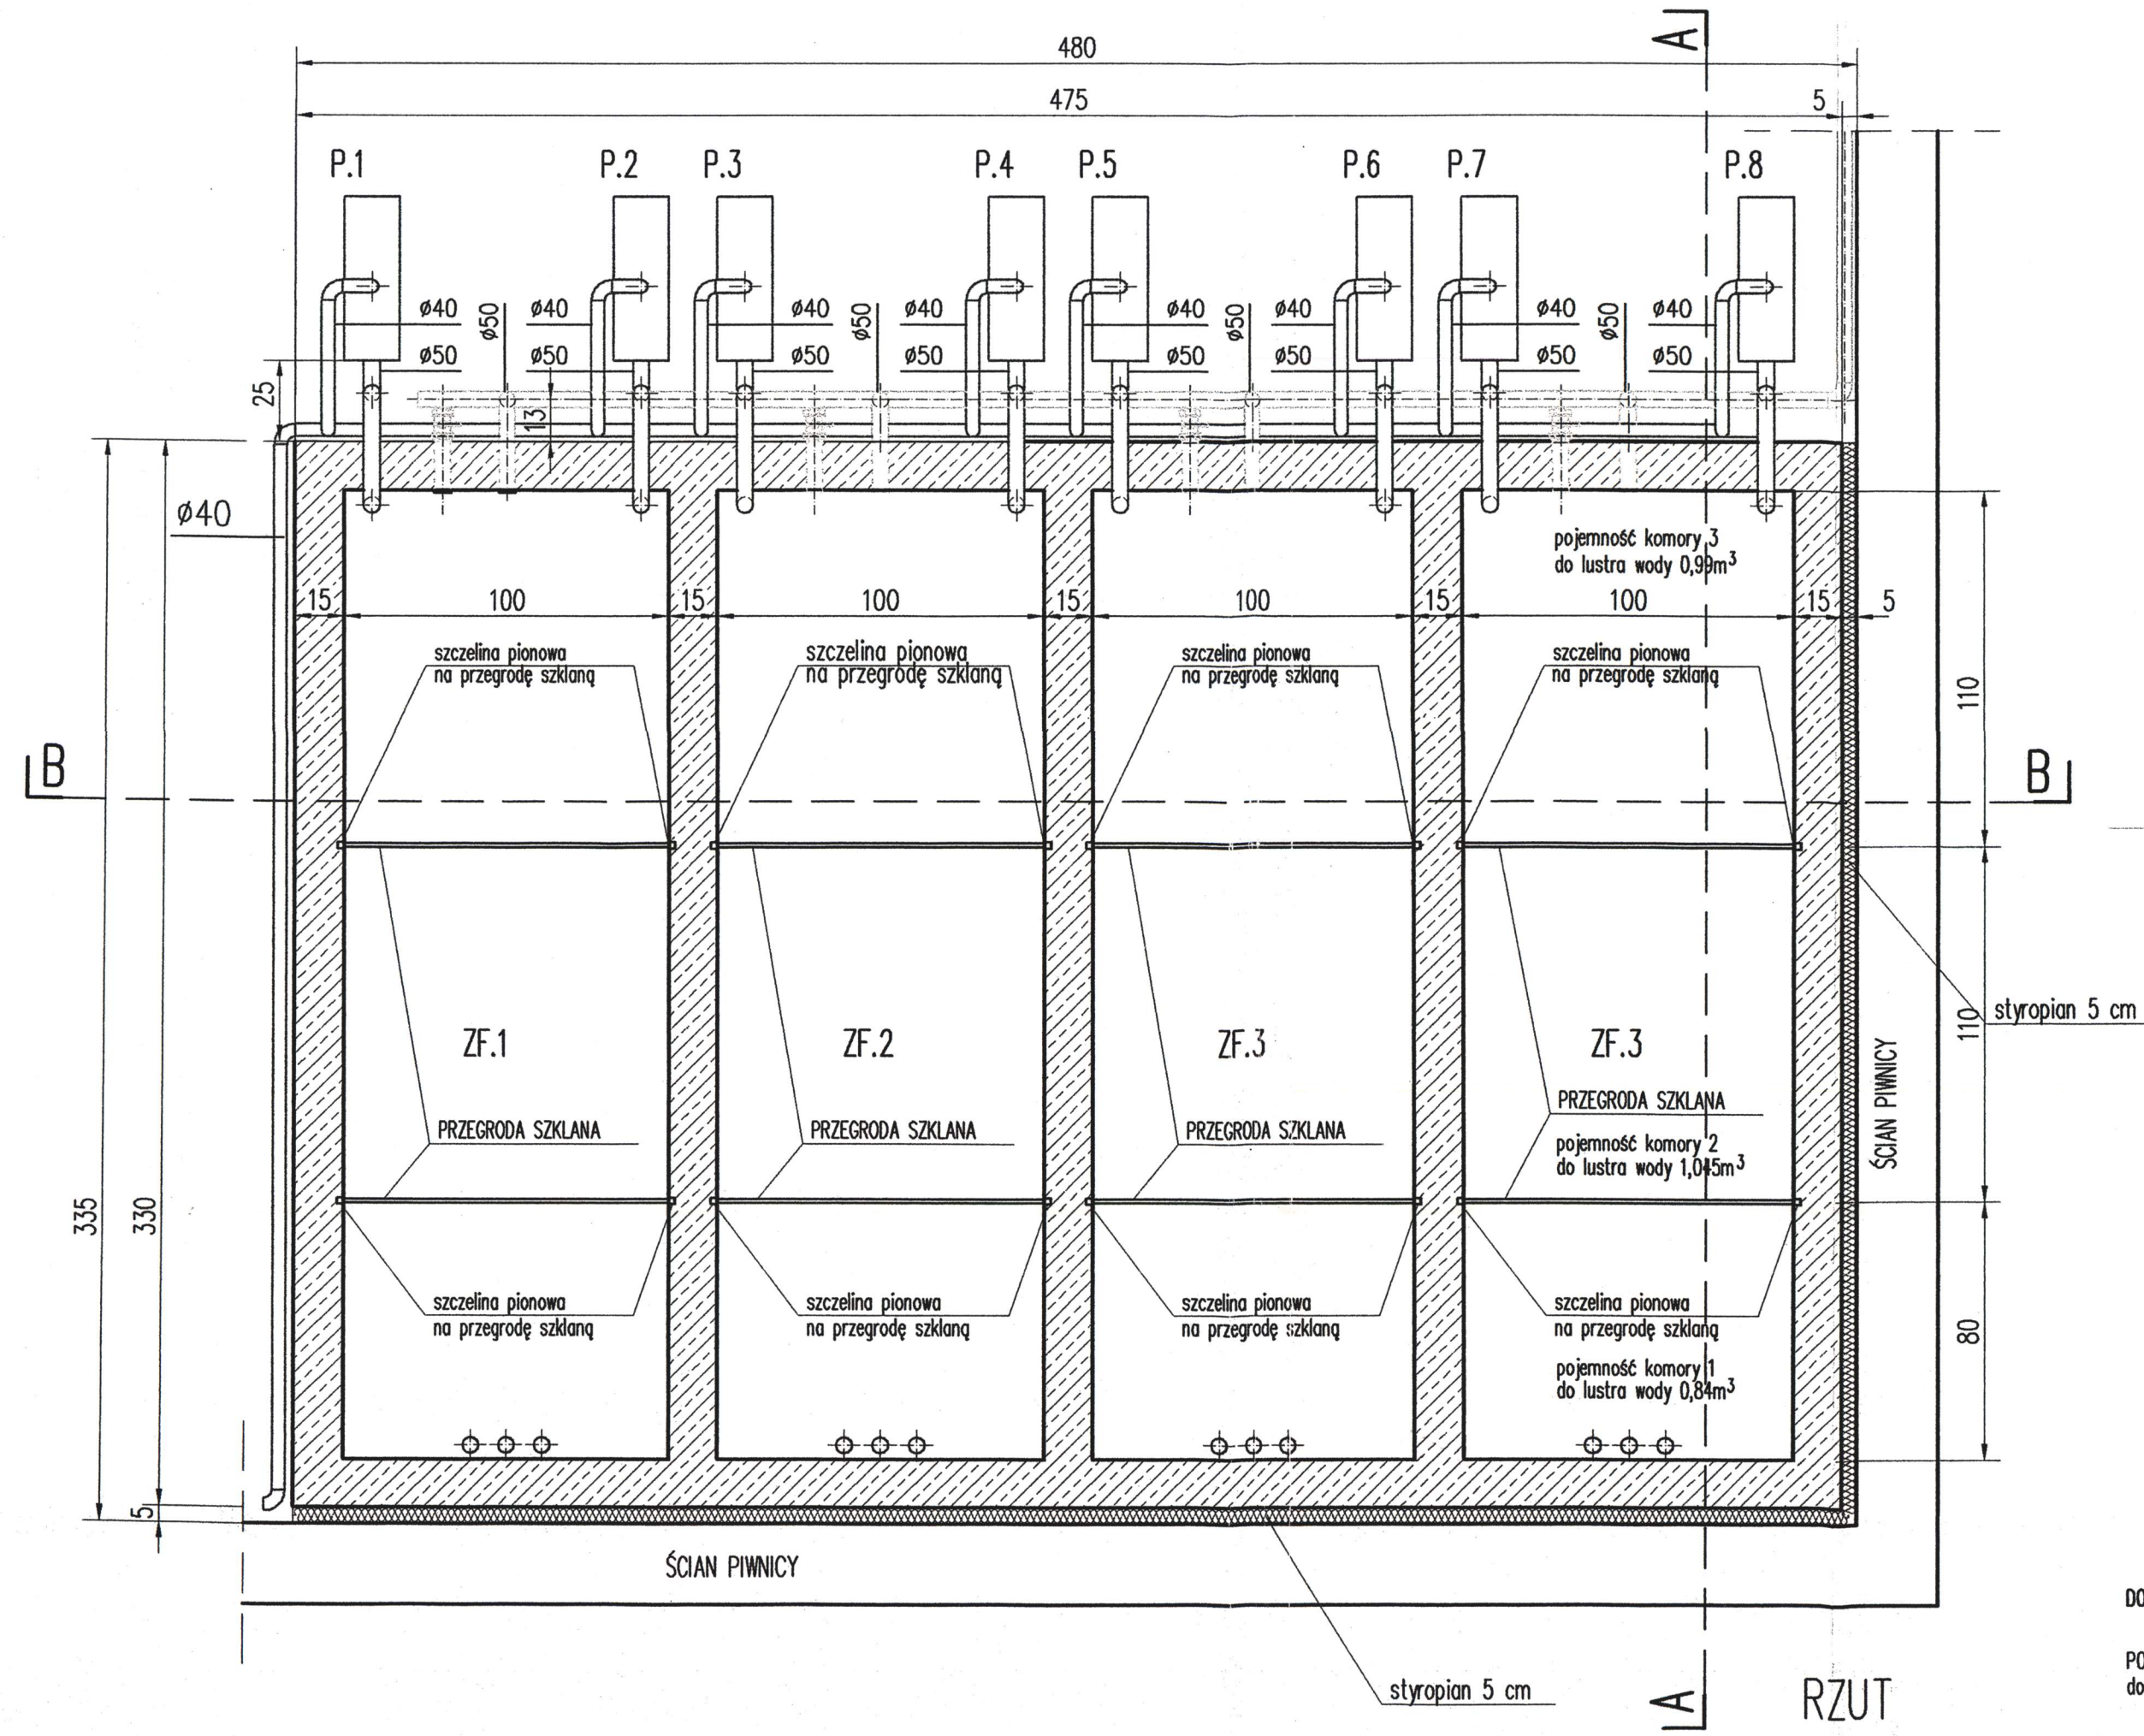 A
480
475 5
P.1 P.2 P.3 P.4 P.5 P.6 P.7 P.8
ø40 ø50 ø40 ø40 ø50 ø40 ø40 ø50 ø40 ø40 ø50 ø40
ø50 ø50 ø50 ø50 ø50 ø50 ø50 ø50
25
13
ø40
pojemność komory 3
do lustra wody 0,99m³
15 100 15 100 15 100 15 100 15 5
szczelina pionowa
na przegrodę szklaną
szczelina pionowa
na przegrodę szklaną
szczelina pionowa
na przegrodę szklaną
szczelina pionowa
na przegrodę szklaną
110
B B
styropian 5 cm
110
ZF.1 ZF.2 ZF.3 ZF.3
ŚCIAN PIWNICY
PRZEGRODA SZKLANA
PRZEGRODA SZKLANA
PRZEGRODA SZKLANA
PRZEGRODA SZKLANA
pojemność komory 2
do lustra wody 1,045m³
335
330
szczelina pionowa
na przegrodę szklaną
szczelina pionowa
na przegrodę szklaną
szczelina pionowa
na przegrodę szklaną
szczelina pionowa
na przegrodę szklaną
80
pojemność komory 1
do lustra wody 0,84m³
5
ŚCIAN PIWNICY
DO
PO
do
styropian 5 cm
A
RZUT